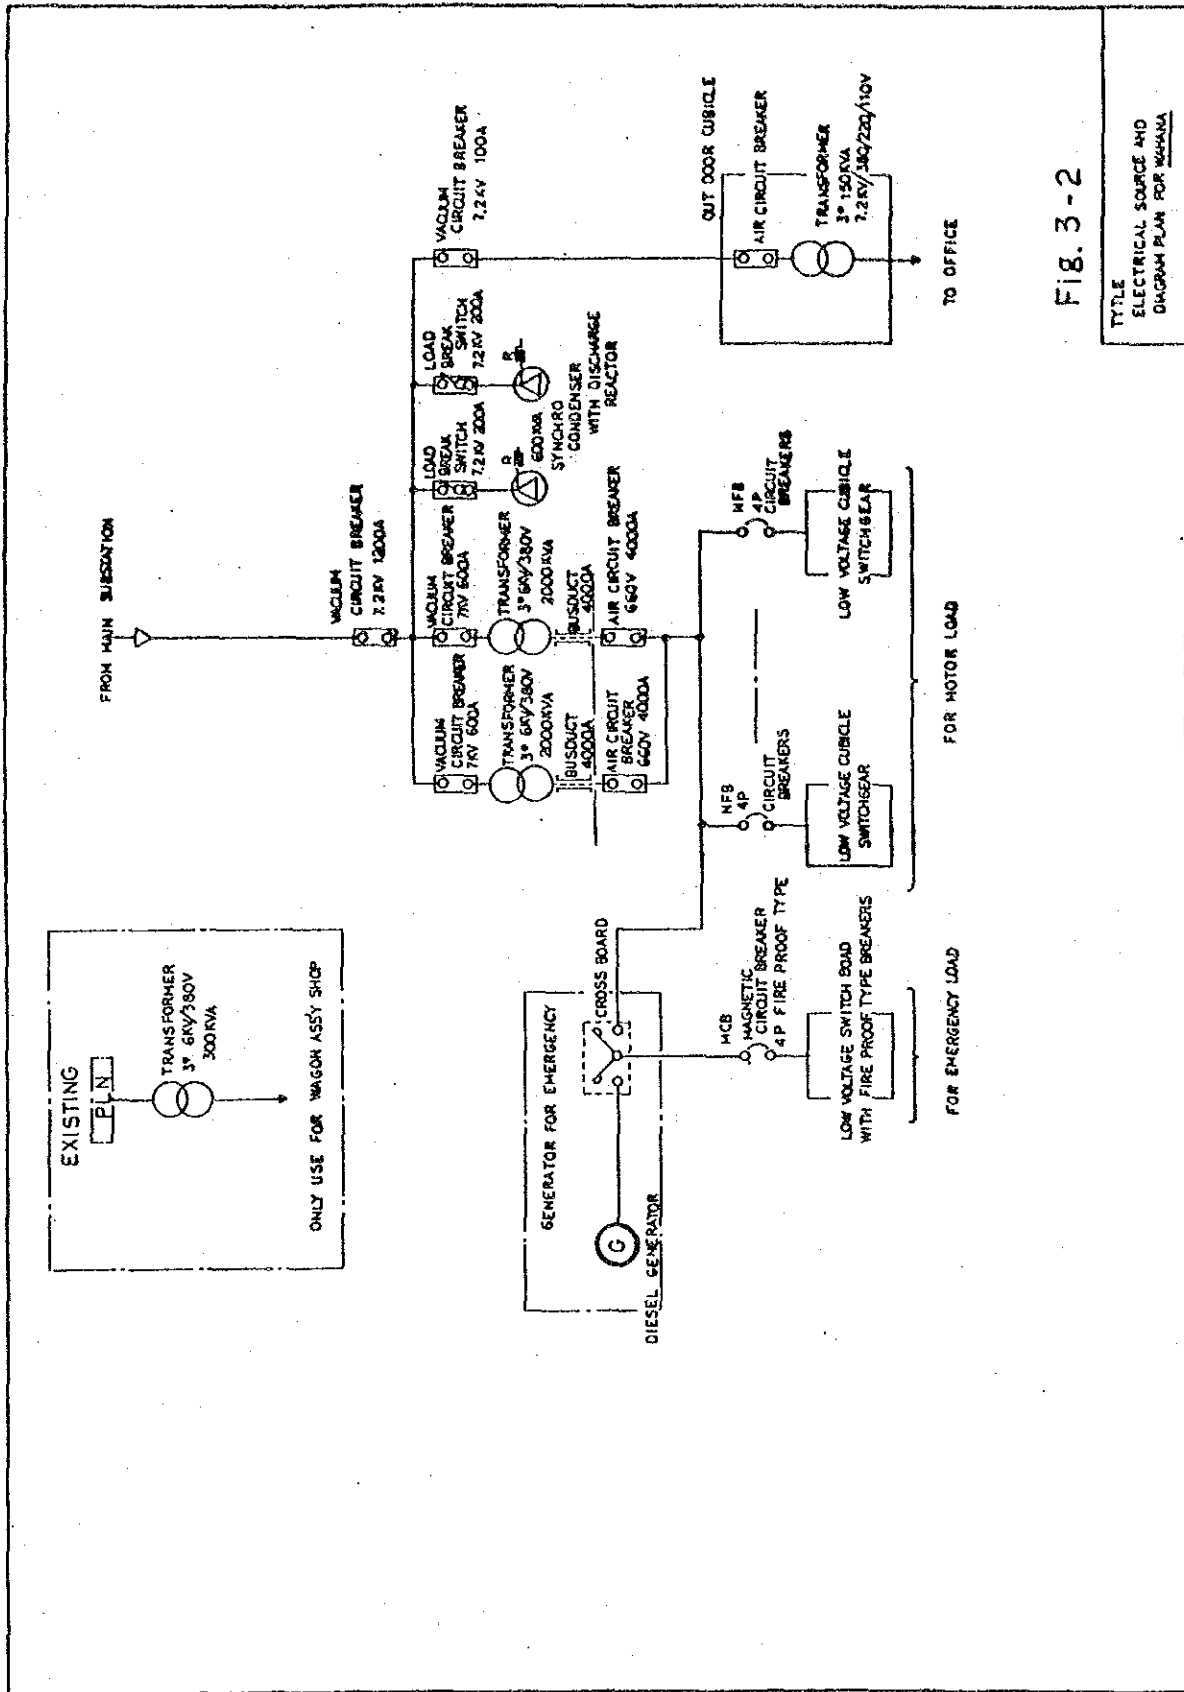 EXISTING
PLN
TRANSFORMER
3° 6KV/380V
300KVA
ONLY USE FOR WAGON ASS'Y SHOP
FROM MAIN SUBSTATION
VACUUM
CIRCUIT BREAKER
7.2KV 1200A
VACUUM
CIRCUIT BREAKER
7KV 600A
TRANSFORMER
3° 6KV/380V
2000KVA
BUSDUCT
4000A
AIR CIRCUIT
BREAKER
660V 4000A
VACUUM
CIRCUIT BREAKER
7KV 600A
TRANSFORMER
3° 6KV/380V
2000KVA
BUSDUCT
4000A
AIR CIRCUIT BREAKER
660V 4000A
LOAD
BREAK
SWITCH
7.2KV 200A
R
600KVA
SYNCHRO
CONDENSER
WITH DISCHARGE
REACTOR
LOAD
BREAK
SWITCH
7.2KV 200A
R
VACUUM
CIRCUIT BREAKER
7.2KV 100A
OUT DOOR CUBICLE
AIR CIRCUIT BREAKER
TRANSFORMER
3° 150KVA
7.2KV/380/220/110V
TO OFFICE
GENERATOR FOR EMERGENCY
CROSS BOARD
G
DIESEL GENERATOR
MCB
MAGNETIC
CIRCUIT BREAKER
4P FIRE PROOF TYPE
LOW VOLTAGE SWITCH BOAD
WITH FIRE PROOF TYPE BREAKERS
FOR EMERGENCY LOAD
NFB
4P
CIRCUIT
BREAKERS
LOW VOLTAGE CUBICLE
SWITCHGEAR
NFB
4P
CIRCUIT
BREAKERS
LOW VOLTAGE CUBICLE
SWITCHGEAR
FOR MOTOR LOAD
Fig. 3-2
TYTLE
ELECTRICAL SOURCE AND
DIAGRAM PLAN FOR WAHANA